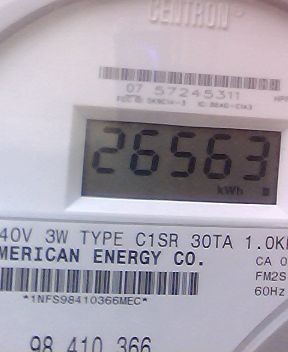 CENTRON
07 57245311
26563
kWh
40V 3W TYPE C1SR 30TA 1.0K
MERICAN ENERGY CO.
CA 0
FM2S
60Hz
*1NFS98410366MEC*
98 410 366